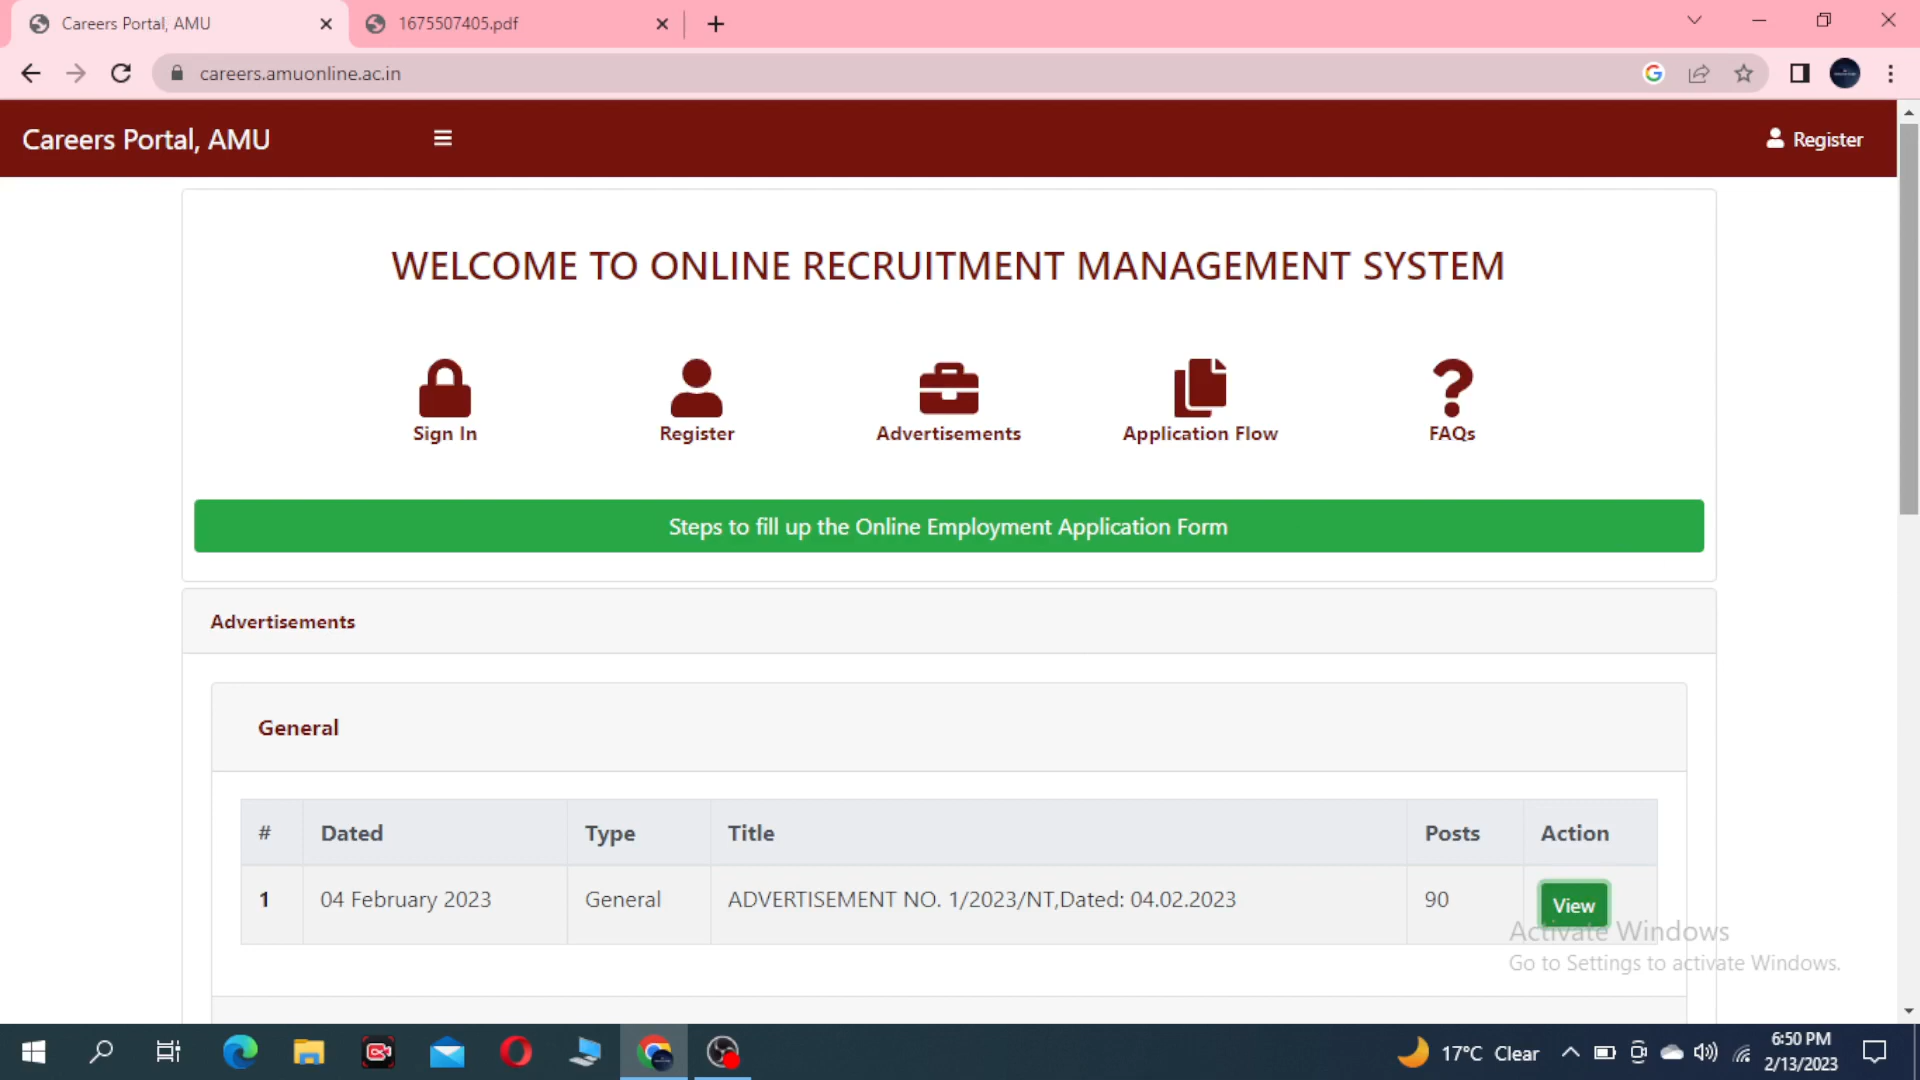 Careers Portal, AMU
1675507405.pdf
careers.amuonline.ac.in
Careers Portal, AMU
Register
WELCOME TO ONLINE RECRUITMENT MANAGEMENT SYSTEM
Sign In
Register
Advertisements
Application Flow
FAQs
Steps to fill up the Online Employment Application Form
Advertisements
General
# Dated Type Title Posts Action
1 04 February 2023 General ADVERTISEMENT NO. 1/2023/NT,Dated: 04.02.2023 90 View
Activate Windows
Go to Settings to activate Windows.
17°C Clear
6:50 PM
2/13/2023